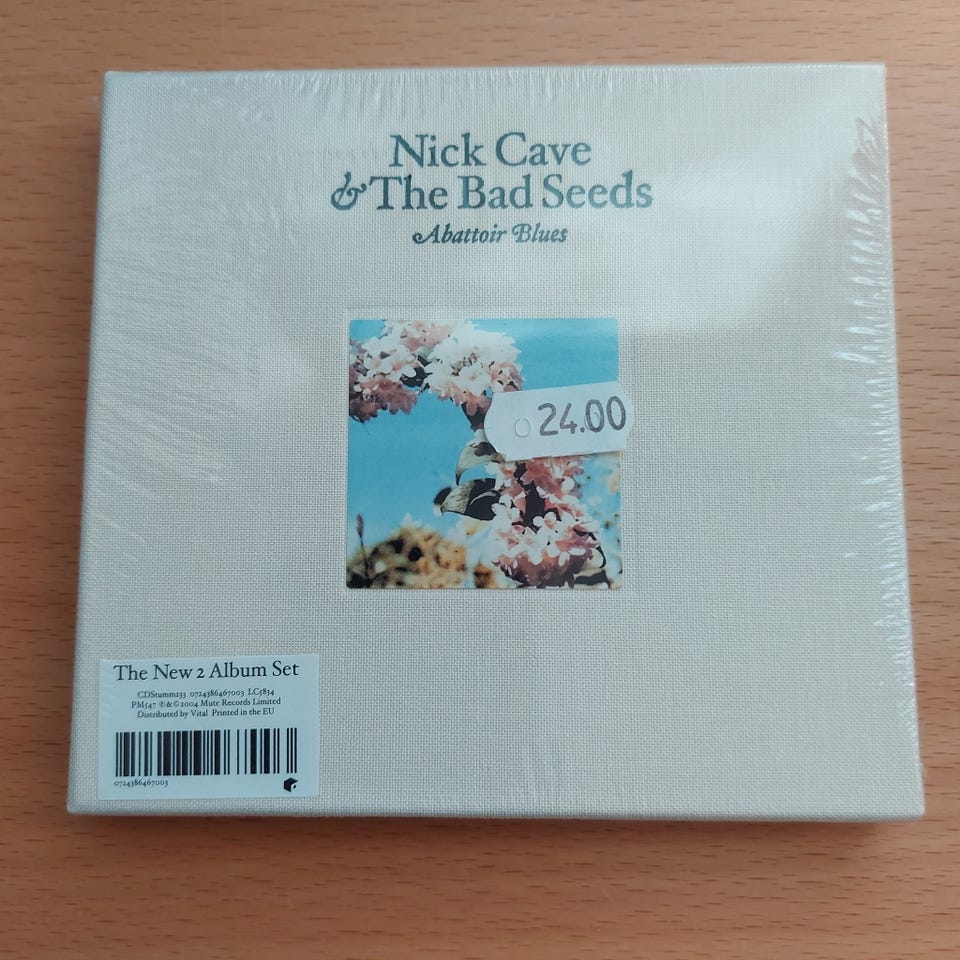 Nick Cave
& The Bad Seeds
Abattoir Blues
24.00
The New 2 Album Set
CDStumm233 0724386467003 LC5834
PM547 ℗&©2004 Mute Records Limited
Distributed by Vital Printed in the EU
0724386467003